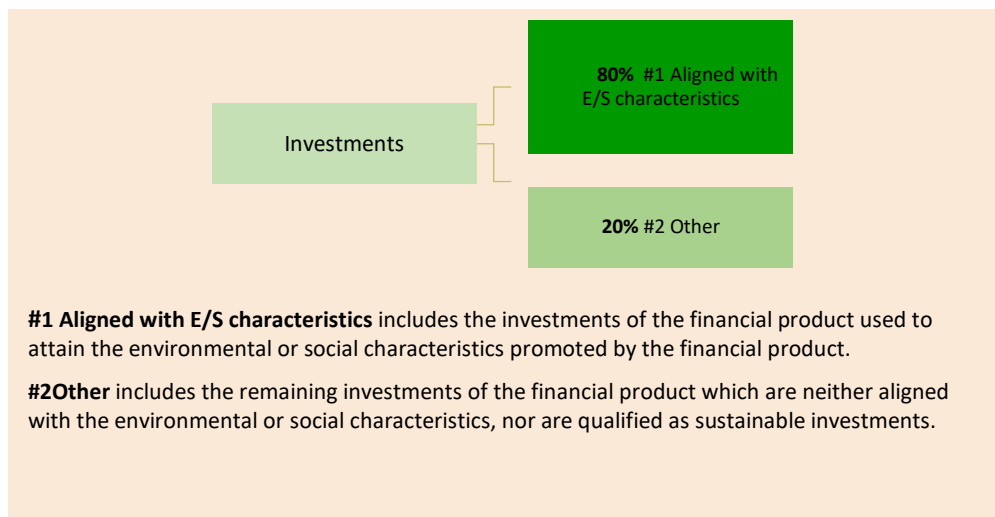 80% #1 Aligned with
E/S characteristics
Investments
20% #2 Other
#1 Aligned with E/S characteristics includes the investments of the financial product used to
attain the environmental or social characteristics promoted by the financial product.
#2Other includes the remaining investments of the financial product which are neither aligned
with the environmental or social characteristics, nor are qualified as sustainable investments.